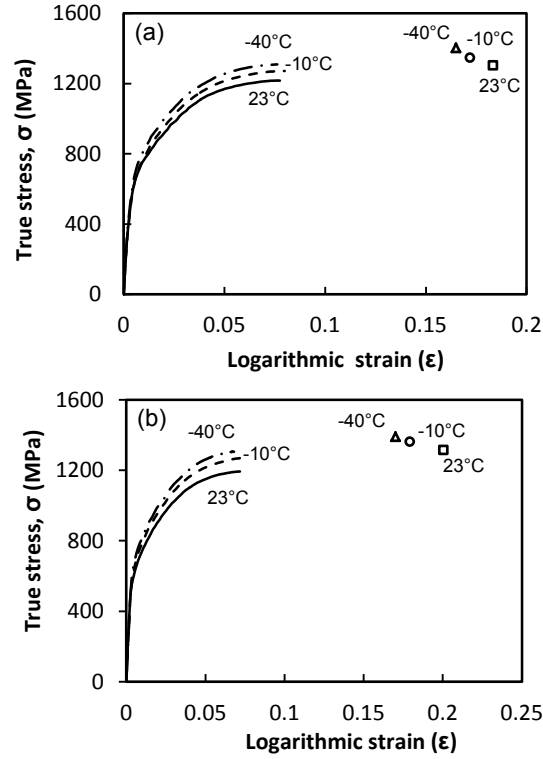 (a)
1600
1200
800
400
0
True stress, σ (MPa)
-40°C
-10°C
23°C
-40°C
-10°C
23°C
0 0.05 0.1 0.15 0.2
Logarithmic strain (ε)
(b)
1600
1200
800
400
0
True stress, σ (MPa)
-40°C
-10°C
23°C
-40°C
-10°C
23°C
0 0.05 0.1 0.15 0.2 0.25
Logarithmic strain (ε)